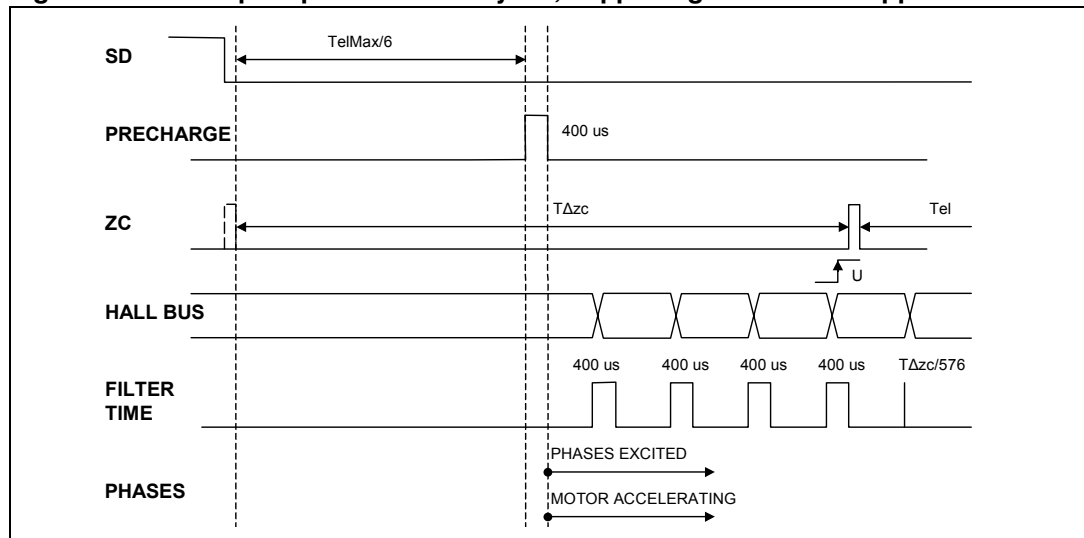 SD
TelMax/6
PRECHARGE
400 us
ZC
TΔzc
Tel
U
HALL BUS
400 us 400 us 400 us 400 us TΔzc/576
FILTER
TIME
PHASES EXCITED
PHASES
MOTOR ACCELERATING